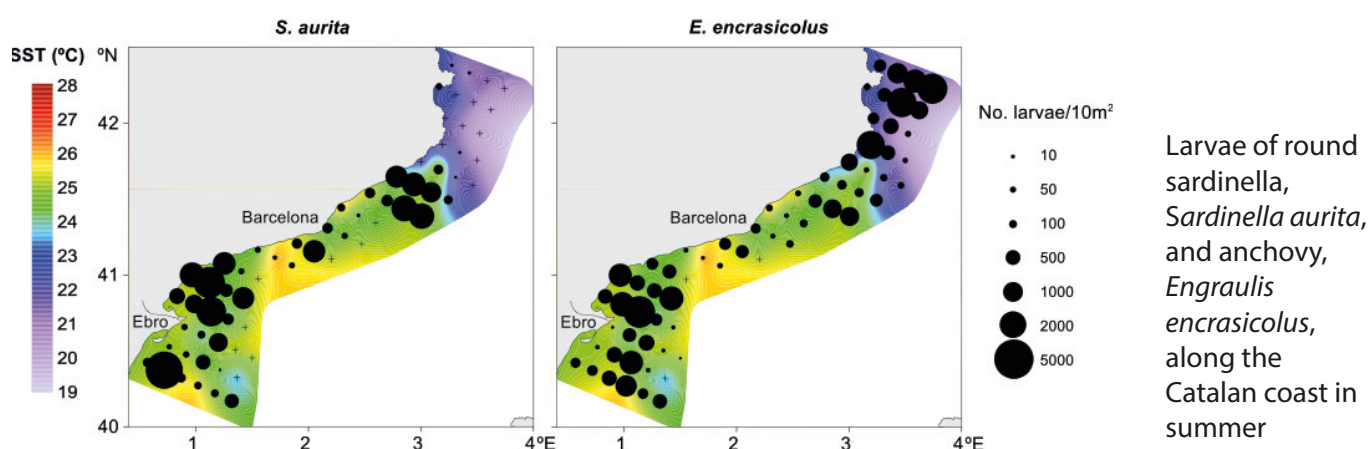 S. aurita
E. encrasicolus
SST (ºC)
ºN
28
27
26
25
24
23
22
21
20
19
42
41
40
Barcelona
Ebro
1
2
3
4ºE
Barcelona
Ebro
1
2
3
4ºE
No. larvae/10m²
10
50
100
500
1000
2000
5000
Larvae of round
sardinella,
Sardinella aurita,
and anchovy,
Engraulis
encrasicolus,
along the
Catalan coast in
summer